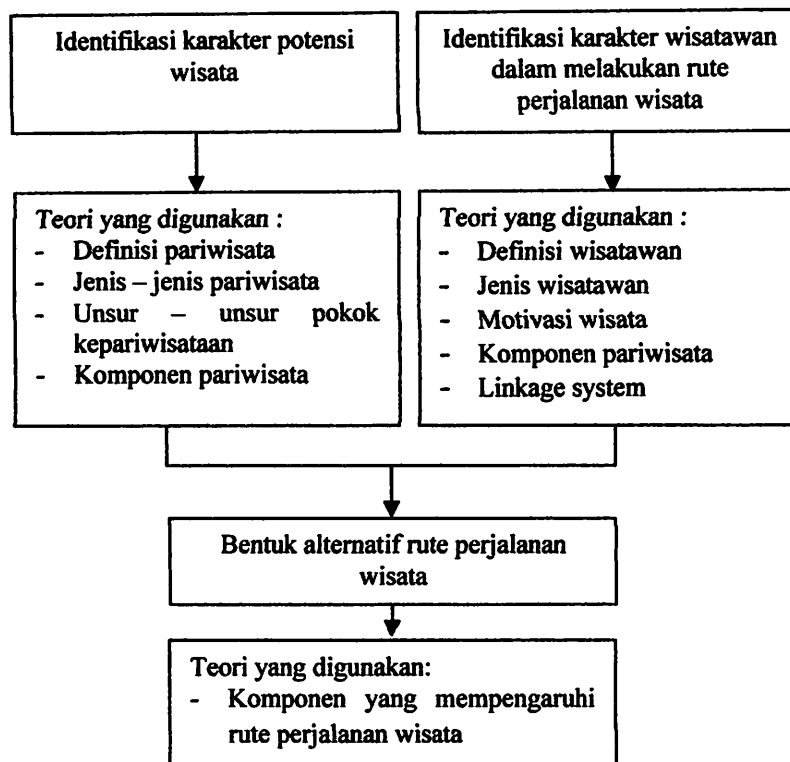 Identifikasi karakter potensi
wisata
Identifikasi karakter wisatawan
dalam melakukan rute
perjalanan wisata
Teori yang digunakan :
- Definisi pariwisata
- Jenis – jenis pariwisata
- Unsur – unsur pokok
kepariwisataan
- Komponen pariwisata
Teori yang digunakan :
- Definisi wisatawan
- Jenis wisatawan
- Motivasi wisata
- Komponen pariwisata
- Linkage system
Bentuk alternatif rute perjalanan
wisata
Teori yang digunakan:
- Komponen yang mempengaruhi
rute perjalanan wisata